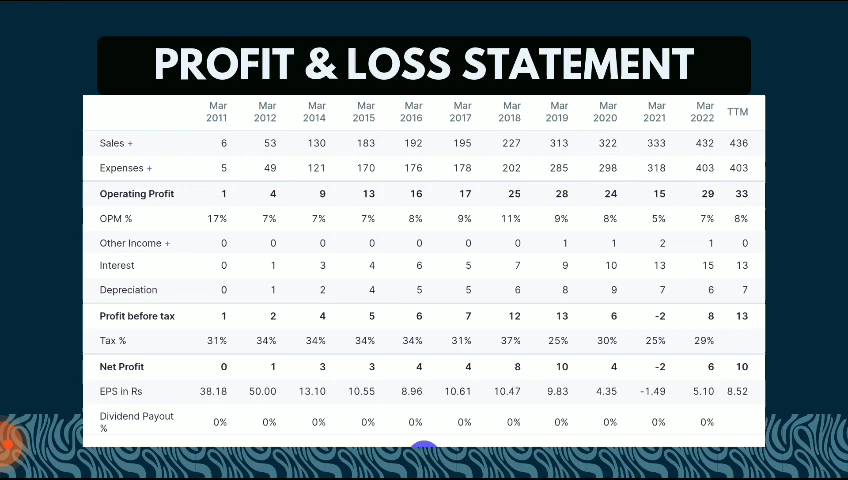 PROFIT & LOSS STATEMENT
Mar 2011 Mar 2012 Mar 2014 Mar 2015 Mar 2016 Mar 2017 Mar 2018 Mar 2019 Mar 2020 Mar 2021 Mar 2022 TTM
Sales + 6 53 130 183 192 195 227 313 322 333 432 436
Expenses + 5 49 121 170 176 178 202 285 298 318 403 403
Operating Profit 1 4 9 13 16 17 25 28 24 15 29 33
OPM % 17% 7% 7% 7% 8% 9% 11% 9% 8% 5% 7% 8%
Other Income + 0 0 0 0 0 0 0 1 1 2 1 0
Interest 0 1 3 4 6 5 7 9 10 13 15 13
Depreciation 0 1 2 4 5 5 6 8 9 7 6 7
Profit before tax 1 2 4 5 6 7 12 13 6 -2 8 13
Tax % 31% 34% 34% 34% 34% 31% 37% 25% 30% 25% 29%
Net Profit 0 1 3 3 4 4 8 10 4 -2 6 10
EPS in Rs 38.18 50.00 13.10 10.55 8.96 10.61 10.47 9.83 4.35 -1.49 5.10 8.52
Dividend Payout % 0% 0% 0% 0% 0% 0% 0% 0% 0% 0% 0%